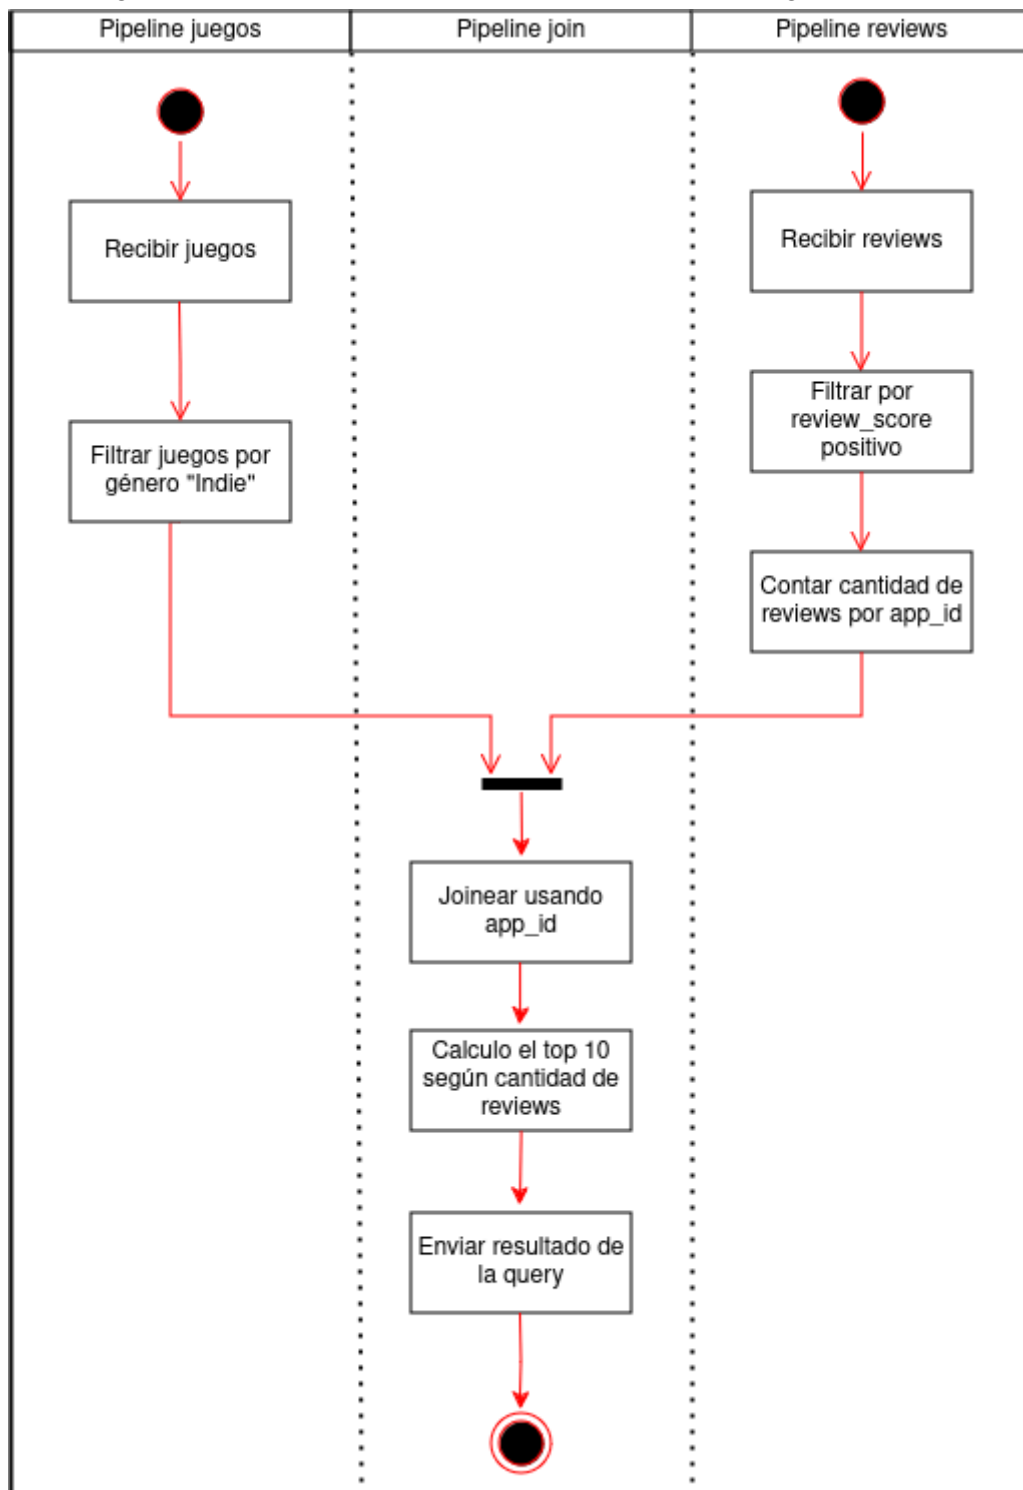 Pipeline juegos
Pipeline join
Pipeline reviews
Recibir juegos
Recibir reviews
Filtrar juegos por
género "Indie"
Filtrar por
review_score
positivo
Contar cantidad de
reviews por app_id
Joinear usando
app_id
Calculo el top 10
según cantidad de
reviews
Enviar resultado de
la query